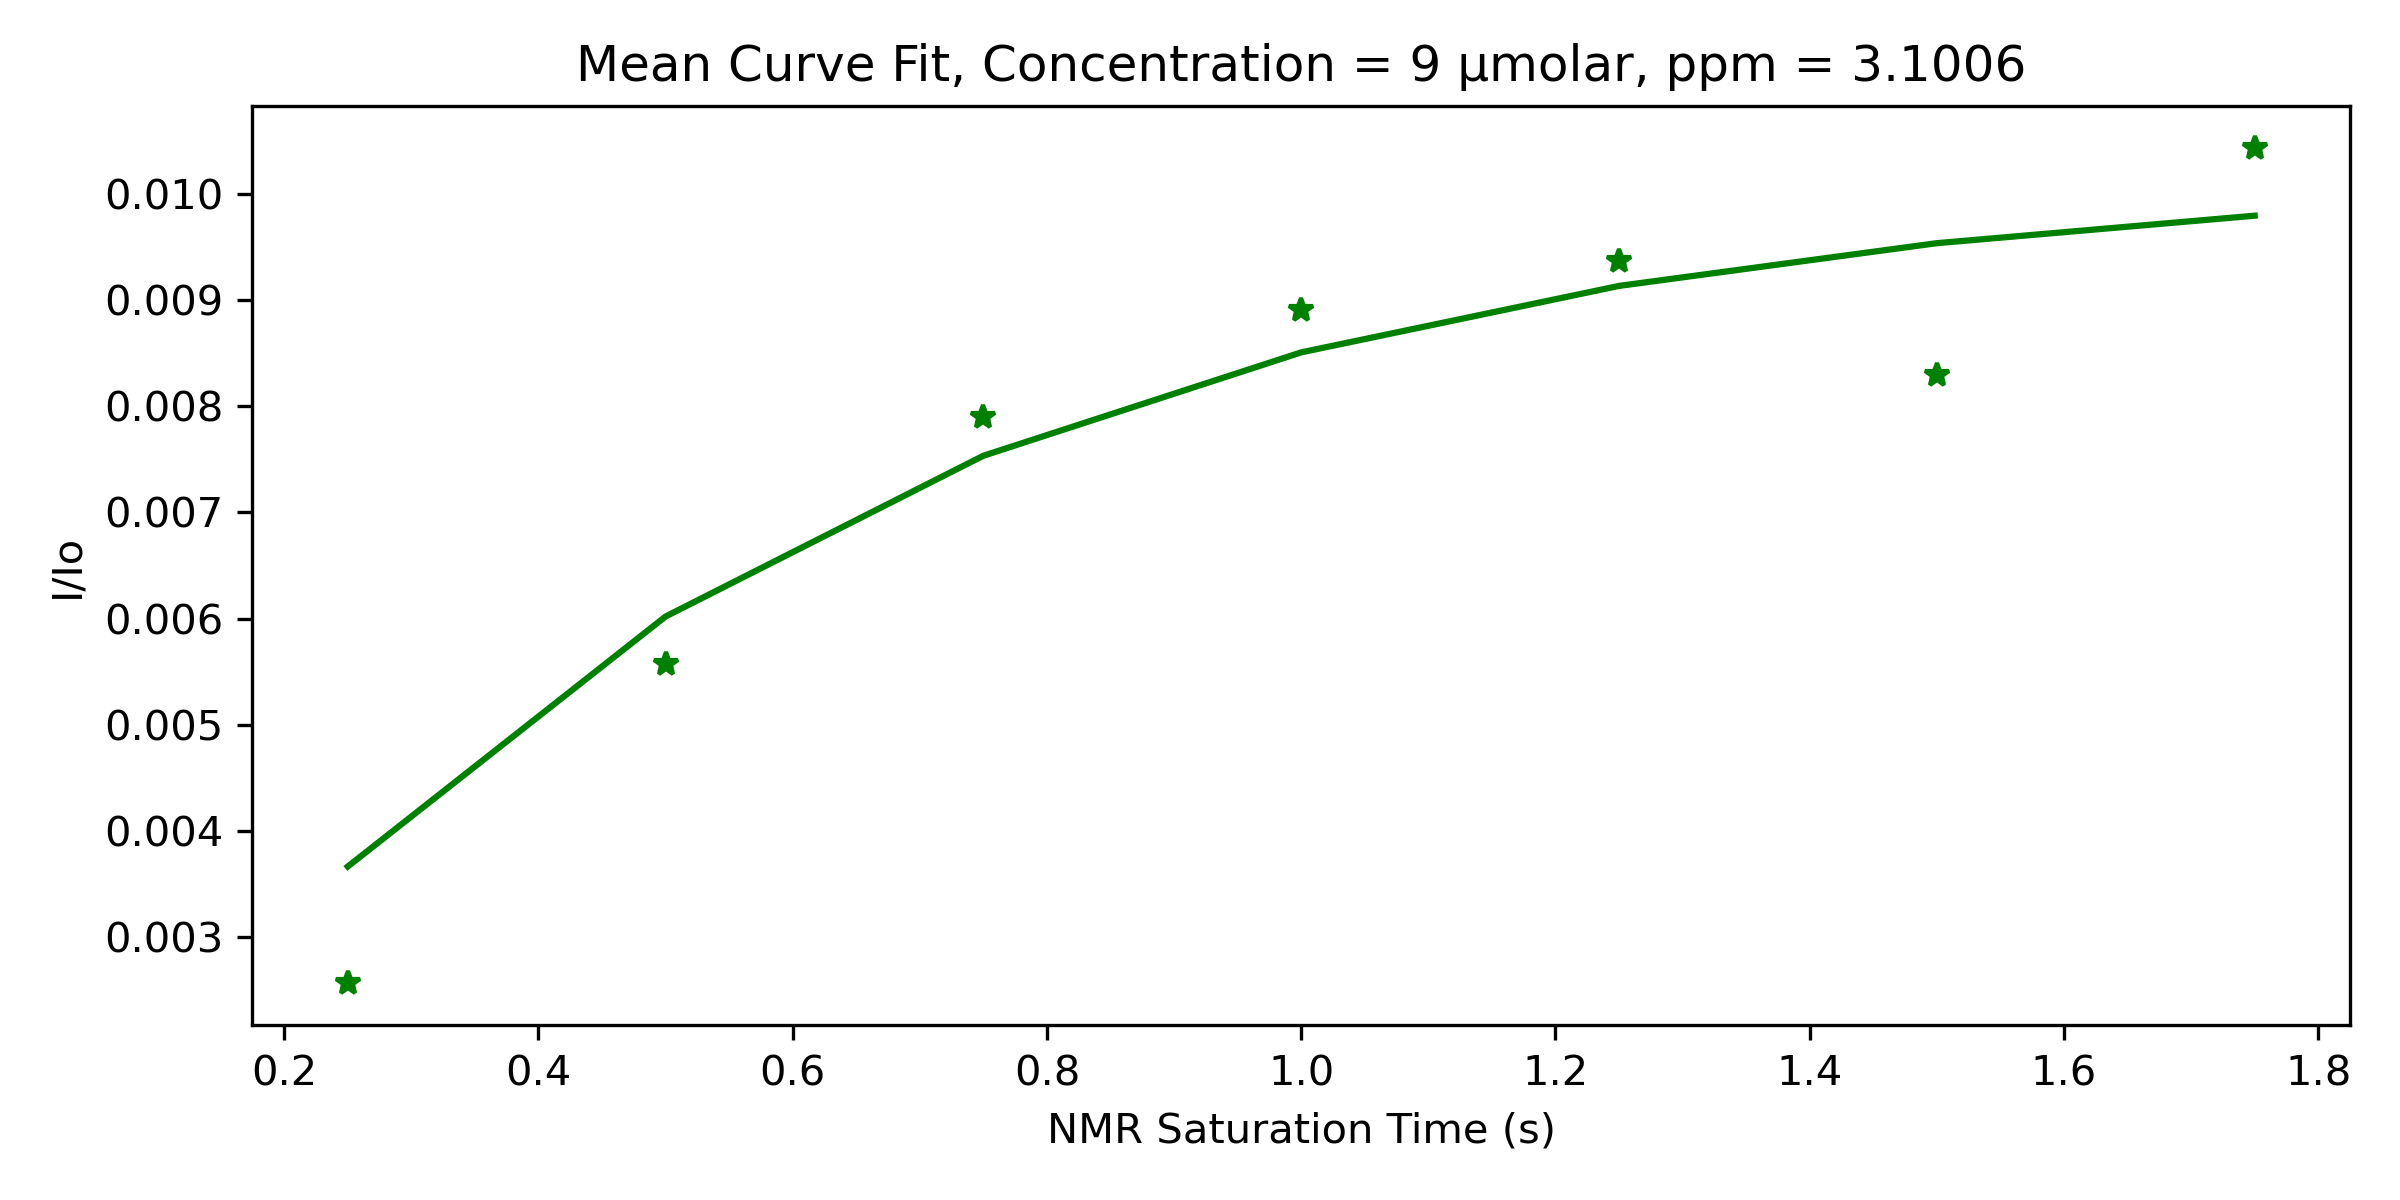 Mean Curve Fit, Concentration = 9 μmolar, ppm = 3.1006
I/Io
0.010
0.009
0.008
0.007
0.006
0.005
0.004
0.003
0.2 0.4 0.6 0.8 1.0 1.2 1.4 1.6 1.8
NMR Saturation Time (s)